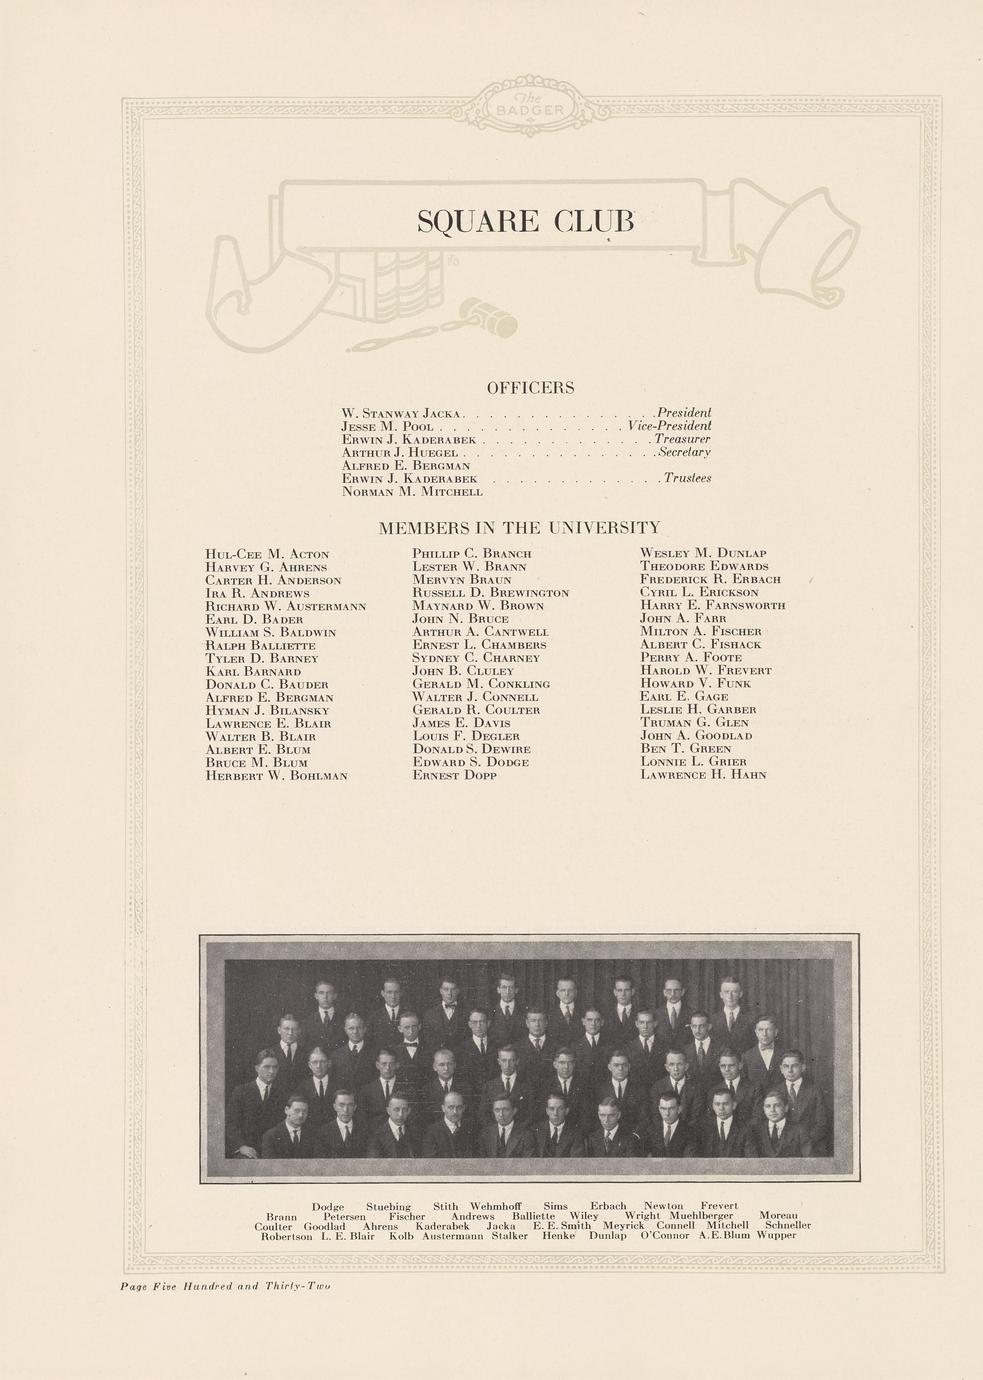 The
BADGER
SQUARE CLUB
OFFICERS
W. Stanway Jacka . . . . . . . . . . . . . . . President
Jesse M. Pool . . . . . . . . . . . . . . Vice-President
Erwin J. Kaderabek . . . . . . . . . . . . . Treasurer
Arthur J. Huegel . . . . . . . . . . . . . . . Secretary
Alfred E. Bergman
Erwin J. Kaderabek . . . . . . . . . . . . . Trustees
Norman M. Mitchell
MEMBERS IN THE UNIVERSITY
Hul-Cee M. Acton
Harvey G. Ahrens
Carter H. Anderson
Ira R. Andrews
Richard W. Austermann
Earl D. Bader
William S. Baldwin
Ralph Balliette
Tyler D. Barney
Karl Barnard
Donald C. Bauder
Alfred E. Bergman
Hyman J. Bilansky
Lawrence E. Blair
Walter B. Blair
Albert E. Blum
Bruce M. Blum
Herbert W. Bohlman
Phillip C. Branch
Lester W. Brann
Mervyn Braun
Russell D. Brewington
Maynard W. Brown
John N. Bruce
Arthur A. Cantwell
Ernest L. Chambers
Sydney C. Charney
John B. Cluley
Gerald M. Conkling
Walter J. Connell
Gerald R. Coulter
James E. Davis
Louis F. Degler
Donald S. Dewire
Edward S. Dodge
Ernest Dopp
Wesley M. Dunlap
Theodore Edwards
Frederick R. Erbach
Cyril L. Erickson
Harry E. Farnsworth
John A. Farr
Milton A. Fischer
Albert C. Fishack
Perry A. Foote
Harold W. Frevert
Howard V. Funk
Earl E. Gage
Leslie H. Garber
Truman G. Glen
John A. Goodlad
Ben T. Green
Lonnie L. Grier
Lawrence H. Hahn
Dodge Stuebing Stith Wehmhoff Sims Erbach Newton Frevert
Brann Petersen Fischer Andrews Balliette Wiley Wright Muehlberger Moreau
Coulter Goodlad Ahrens Kaderabek Jacka E. E. Smith Meyrick Connell Mitchell Schneller
Robertson L. E. Blair Kolb Austermann Stalker Henke Dunlap O'Connor A.E.Blum Wupper
Page Five Hundred and Thirty-Two